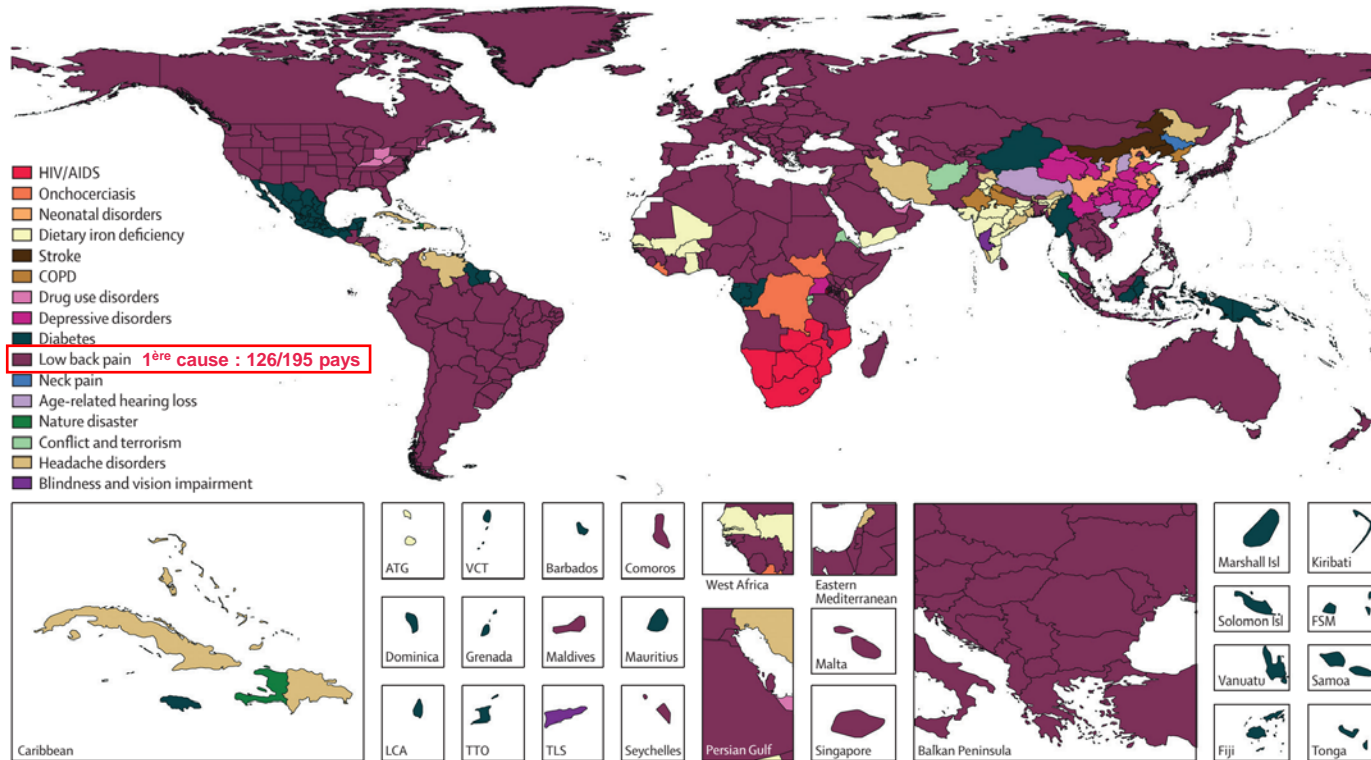 HIV/AIDS
Onchocerciasis
Neonatal disorders
Dietary iron deficiency
Stroke
COPD
Drug use disorders
Depressive disorders
Diabetes
Low back pain 1ère cause : 126/195 pays
Neck pain
Age-related hearing loss
Nature disaster
Conflict and terrorism
Headache disorders
Blindness and vision impairment
Caribbean
ATG
VCT
Barbados
Comoros
West Africa
Eastern
Mediterranean
Marshall Isl
Kiribati
Dominica
Grenada
Maldives
Mauritius
Malta
Solomon Isl
FSM
Vanuatu
Samoa
LCA
TTO
TLS
Seychelles
Persian Gulf
Singapore
Balkan Peninsula
Fiji
Tonga